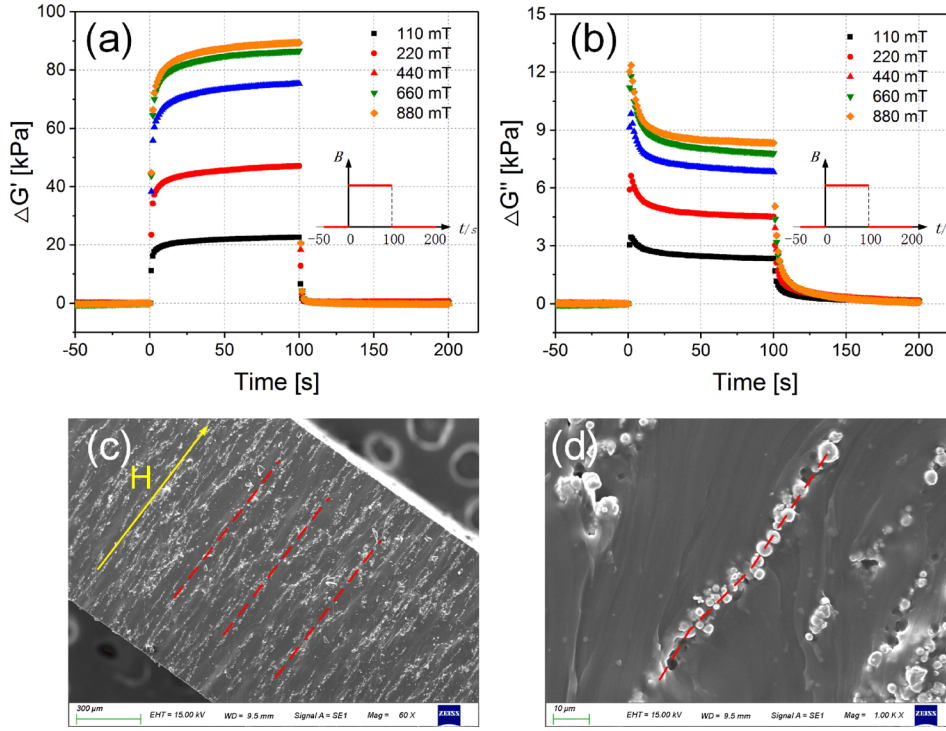 (a)
110 mT
220 mT
440 mT
660 mT
880 mT
100
80
60
40
20
0
△G' [kPa]
B
-50 0 100 200 t/s
-50 0 50 100 150 200
Time [s]
(b)
110 mT
220 mT
440 mT
660 mT
880 mT
15
12
9
6
3
0
△G" [kPa]
B
-50 0 100 200 t/s
-50 0 50 100 150 200
Time [s]
(c)
H
300 µm
EHT = 15.00 kV WD = 9.5 mm Signal A = SE1 Mag = 60 X
ZEISS
(d)
10 µm
EHT = 15.00 kV WD = 9.5 mm Signal A = SE1 Mag = 1.00 K X
ZEISS